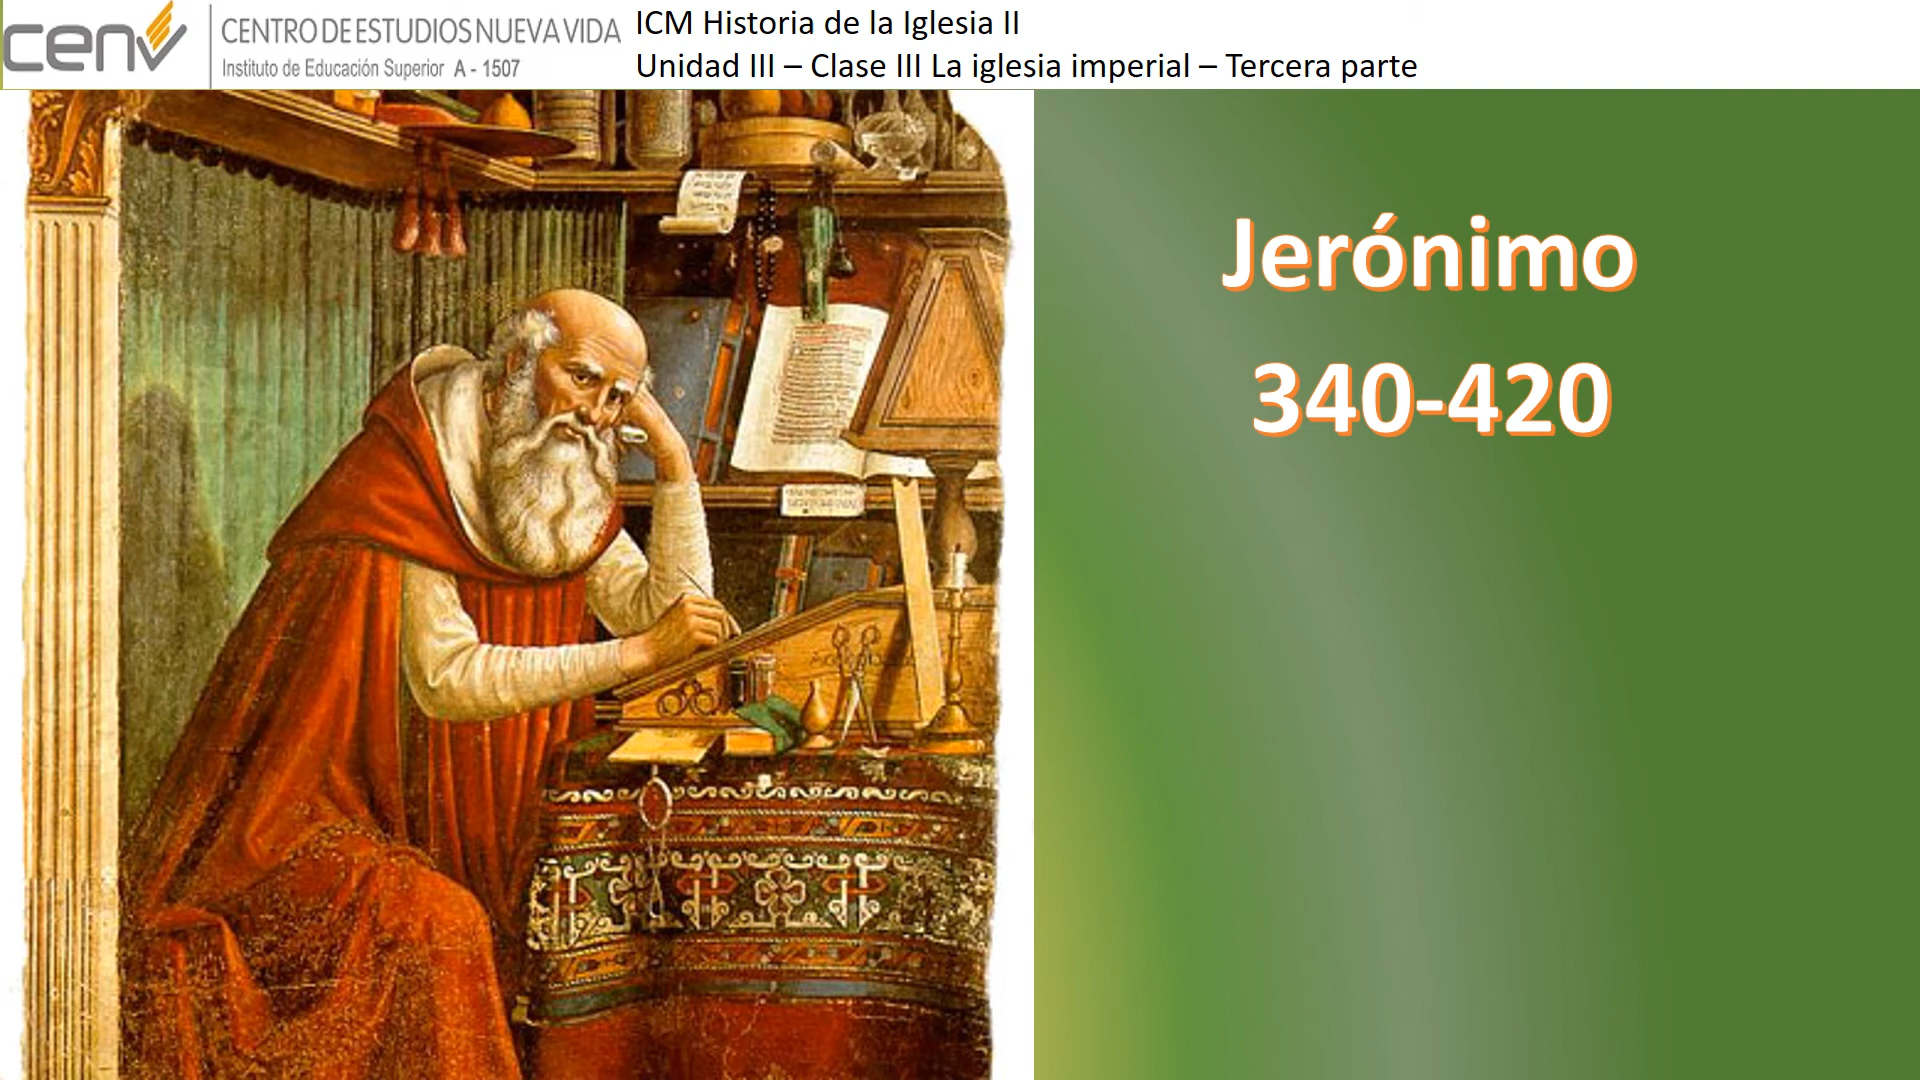 cenv
CENTRO DE ESTUDIOS NUEVA VIDA
Instituto de Educación Superior A - 1507
ICM Historia de la Iglesia II
Unidad III – Clase III La iglesia imperial – Tercera parte
Jerónimo
340-420